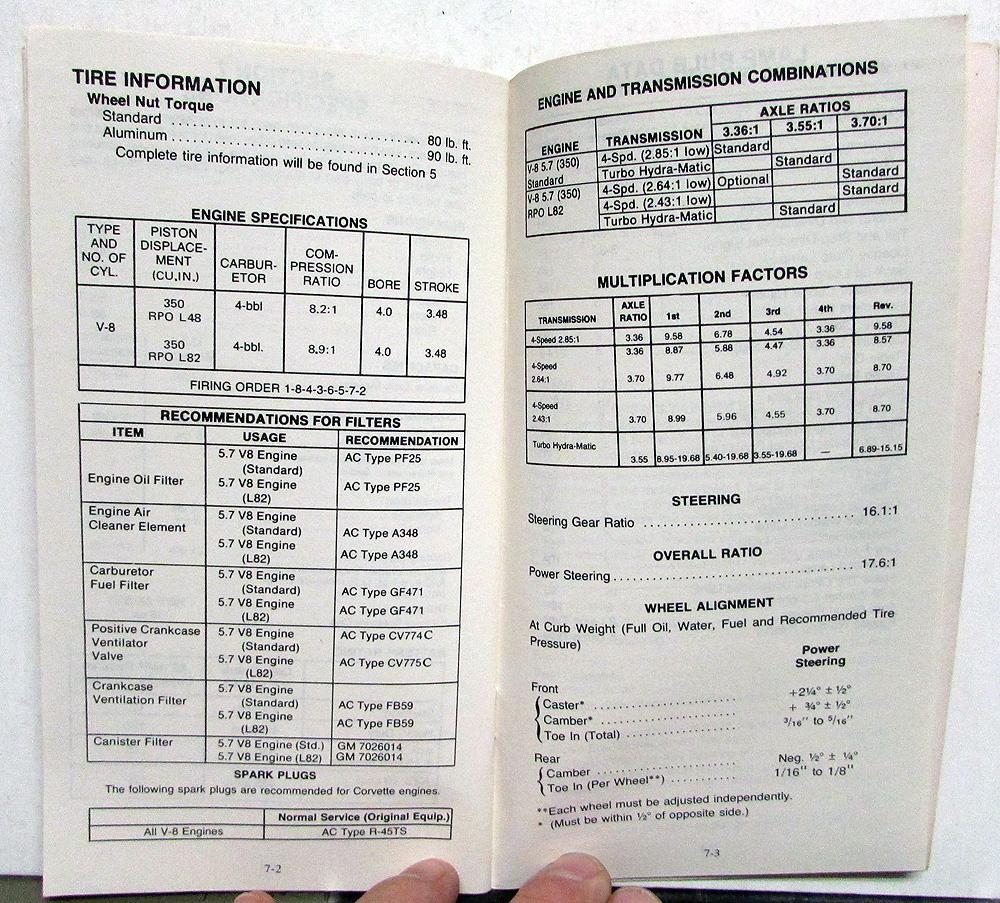 TIRE INFORMATION
Wheel Nut Torque
Standard .................................. 80 lb. ft.
Aluminum ................................. 90 lb. ft.
Complete tire information will be found in Section 5
ENGINE SPECIFICATIONS
TYPE AND NO. OF CYL. PISTON DISPLACE-MENT (CU.IN.) CARBUR-ETOR COM-PRESSION RATIO BORE STROKE
V-8
350 RPO L48 4-bbl 8.2:1 4.0 3.48
350 RPO L82 4-bbl. 8.9:1 4.0 3.48
FIRING ORDER 1-8-4-3-6-5-7-2
RECOMMENDATIONS FOR FILTERS
ITEM USAGE RECOMMENDATION
Engine Oil Filter
5.7 V8 Engine (Standard) AC Type PF25
5.7 V8 Engine (L82) AC Type PF25
Engine Air Cleaner Element
5.7 V8 Engine (Standard) AC Type A348
5.7 V8 Engine (L82) AC Type A348
Carburetor Fuel Filter
5.7 V8 Engine (Standard) AC Type GF471
5.7 V8 Engine (L82) AC Type GF471
Positive Crankcase Ventilator Valve
5.7 V8 Engine (Standard) AC Type CV774C
5.7 V8 Engine (L82) AC Type CV775C
Crankcase Ventilation Filter
5.7 V8 Engine (Standard) AC Type FB59
5.7 V8 Engine (L82) AC Type FB59
Canister Filter
5.7 V8 Engine (Std.) GM 7026014
5.7 V8 Engine (L82) GM 7026014
SPARK PLUGS
The following spark plugs are recommended for Corvette engines.
Normal Service (Original Equip.)
All V-8 Engines AC Type R-45TS
7-2
ENGINE AND TRANSMISSION COMBINATIONS
ENGINE TRANSMISSION AXLE RATIOS
3.36:1 3.55:1 3.70:1
V-8 5.7 (350) Standard
4-Spd. (2.85:1 low) Standard
Turbo Hydra-Matic Standard
V-8 5.7 (350) RPO L82
4-Spd. (2.64:1 low) Optional Standard
4-Spd. (2.43:1 low) Standard
Turbo Hydra-Matic Standard
MULTIPLICATION FACTORS
TRANSMISSION AXLE RATIO 1st 2nd 3rd 4th Rev.
4-Speed 2.85:1 3.36 9.58 6.78 4.54 3.36 9.58
3.36 8.87 5.88 4.47 3.36 8.57
4-Speed 2.64:1 3.70 9.77 6.48 4.92 3.70 8.70
4-Speed 2.43:1 3.70 8.99 5.96 4.55 3.70 8.70
Turbo Hydra-Matic 3.55 8.95-19.68 5.40-19.68 3.55-19.68 — 6.89-15.15
STEERING
Steering Gear Ratio .............................. 16.1:1
OVERALL RATIO
Power Steering .................................. 17.6:1
WHEEL ALIGNMENT
At Curb Weight (Full Oil, Water, Fuel and Recommended Tire
Pressure)
Power
Steering
Front
Caster* .................... +2¼° ± ½°
Camber* .................... + ¾° ± ½°
Toe In (Total) .................... 3/16" to 5/16"
Rear
Camber .................... Neg. ½° ± ¼°
Toe In (Per Wheel**) .................... 1/16" to 1/8"
**Each wheel must be adjusted independently.
* (Must be within ½° of opposite side.)
7-3